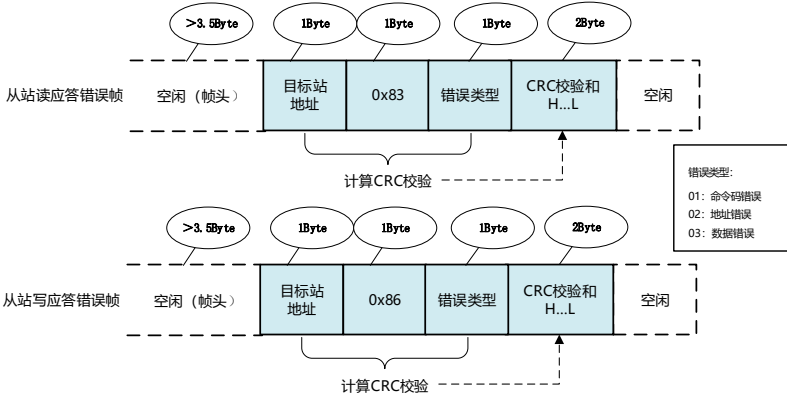 >3.5Byte
1Byte
1Byte
1Byte
2Byte
从站读应答错误帧
空闲（帧头）
目标站
地址
0x83
错误类型
CRC校验和
H...L
空闲
计算CRC校验
错误类型:
01: 命令码错误
02: 地址错误
03: 数据错误
>3.5Byte
1Byte
1Byte
1Byte
2Byte
从站写应答错误帧
空闲（帧头）
目标站
地址
0x86
错误类型
CRC校验和
H...L
空闲
计算CRC校验